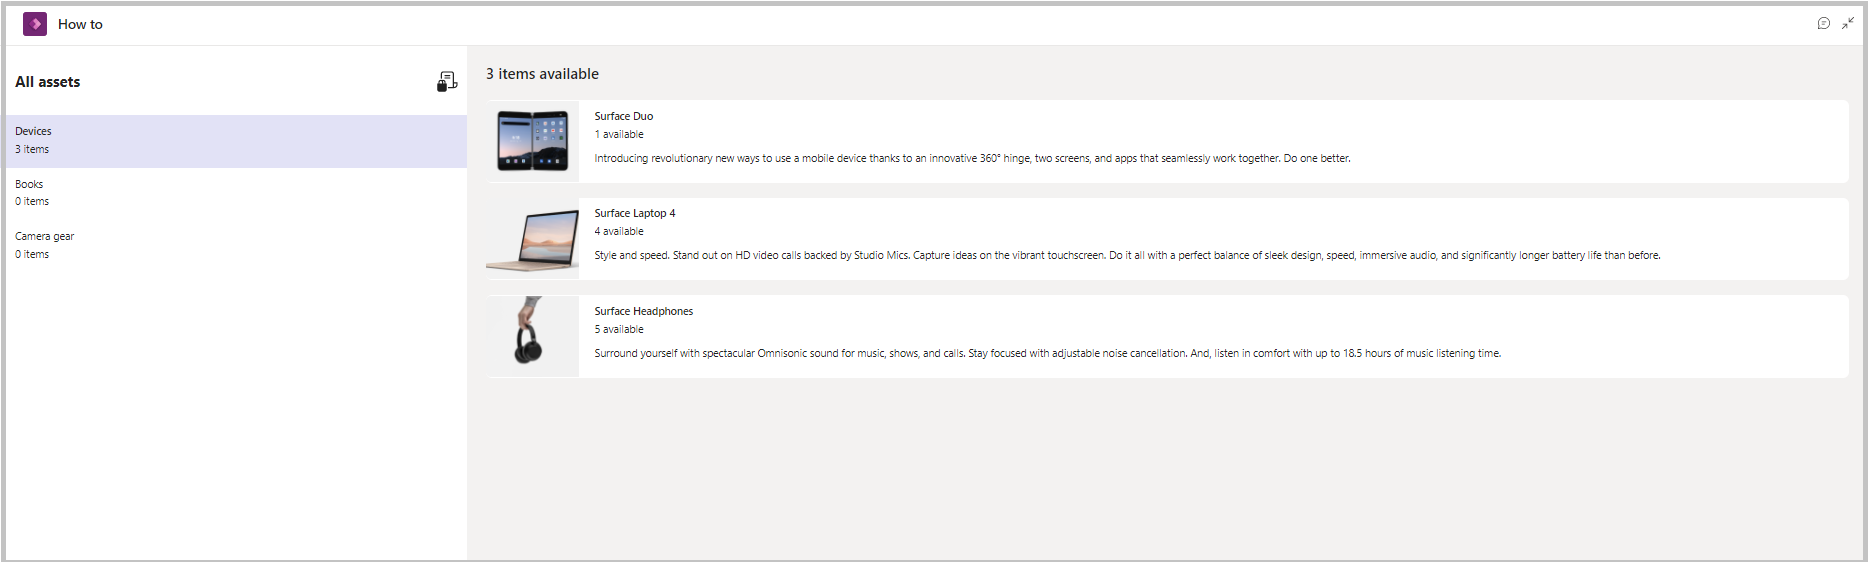 How to
All assets
Devices
3 items
Books
0 items
Camera gear
0 items
3 items available
Surface Duo
1 available
Introducing revolutionary new ways to use a mobile device thanks to an innovative 360° hinge, two screens, and apps that seamlessly work together. Do one better.
Surface Laptop 4
4 available
Style and speed. Stand out on HD video calls backed by Studio Mics. Capture ideas on the vibrant touchscreen. Do it all with a perfect balance of sleek design, speed, immersive audio, and significantly longer battery life than before.
Surface Headphones
5 available
Surround yourself with spectacular Omnisonic sound for music, shows, and calls. Stay focused with adjustable noise cancellation. And, listen in comfort with up to 18.5 hours of music listening time.